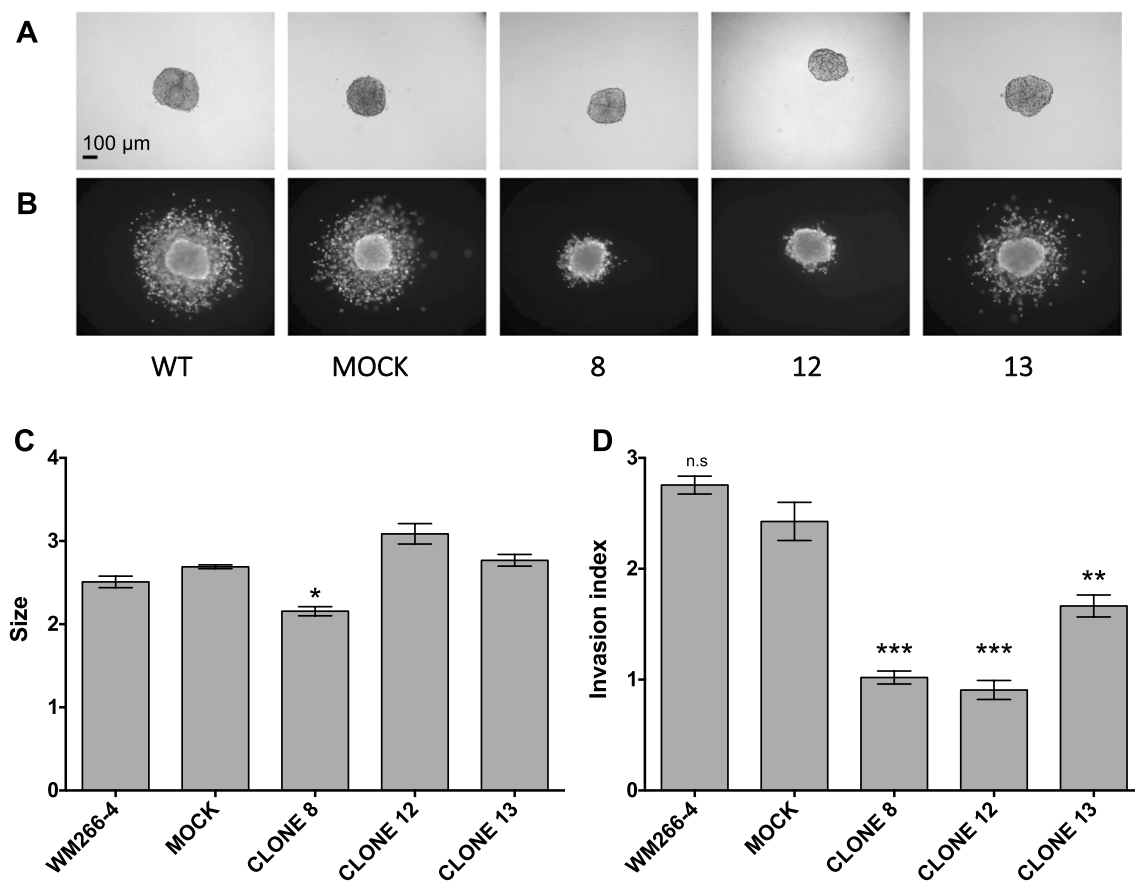 A
100 µm
B
WT MOCK 8 12 13
C
Size
4
3
2
1
0
*
WM266-4
MOCK
CLONE 8
CLONE 12
CLONE 13
D
Invasion index
3
2
1
0
n.s
***
***
**
WM266-4
MOCK
CLONE 8
CLONE 12
CLONE 13